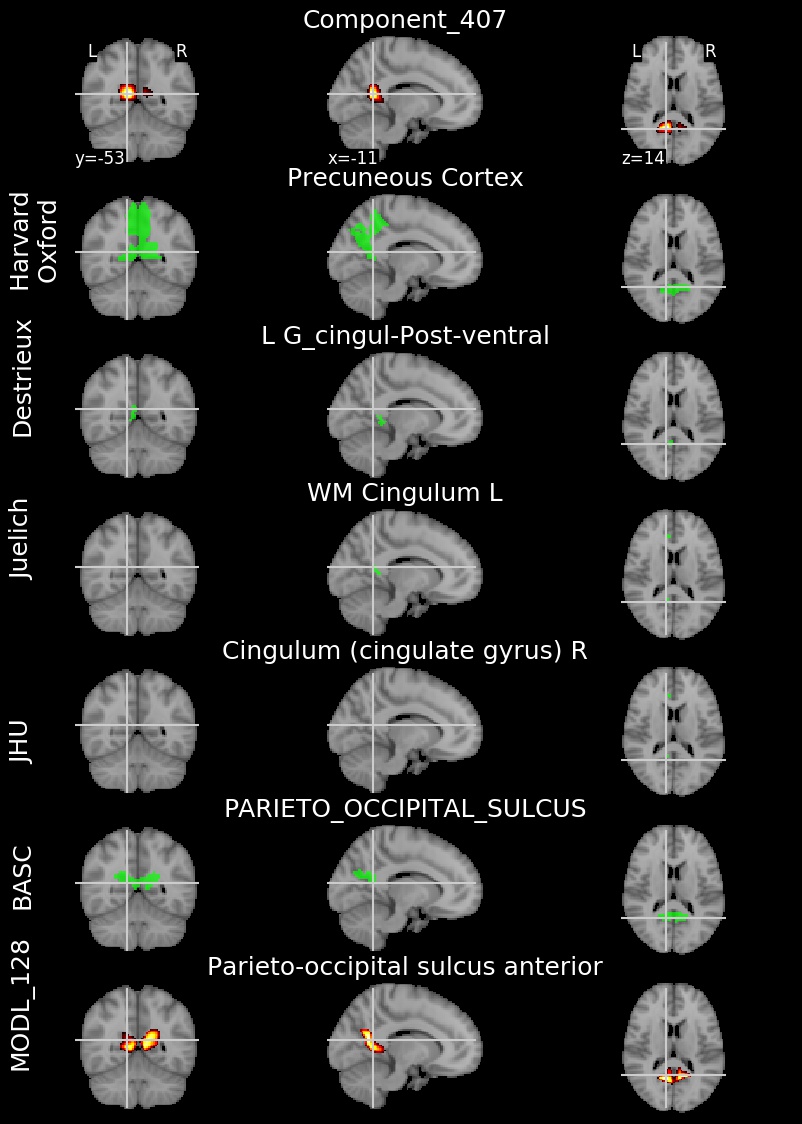 Component_407
L R
L R
y=-53
x=-11
z=14
Precuneous Cortex
Harvard
Oxford
L G_cingul-Post-ventral
Destrieux
WM Cingulum L
Juelich
Cingulum (cingulate gyrus) R
JHU
PARIETO_OCCIPITAL_SULCUS
BASC
Parieto-occipital sulcus anterior
MODL_128